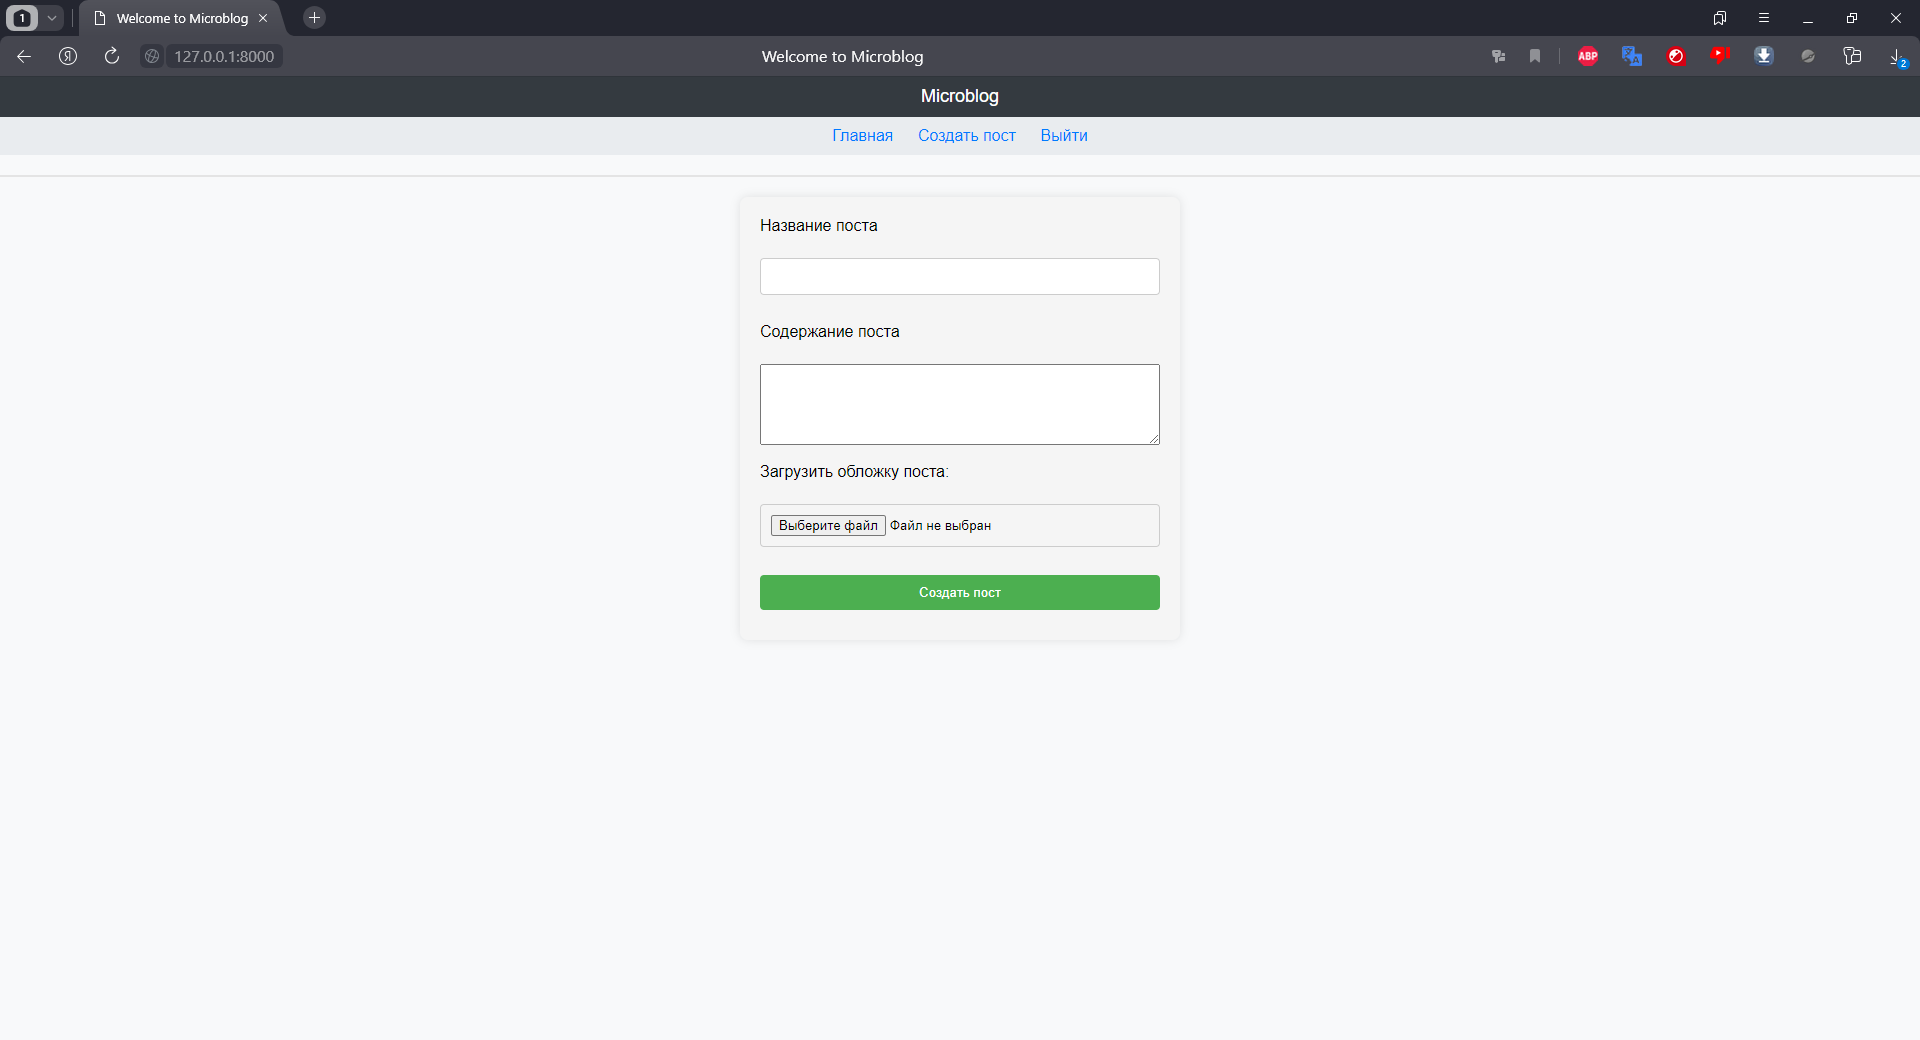 1
Welcome to Microblog
Я
127.0.0.1:8000
Welcome to Microblog
ABP
2
Microblog
Главная Создать пост Выйти
Название поста
Содержание поста
Загрузить обложку поста:
Выберите файл Файл не выбран
Создать пост